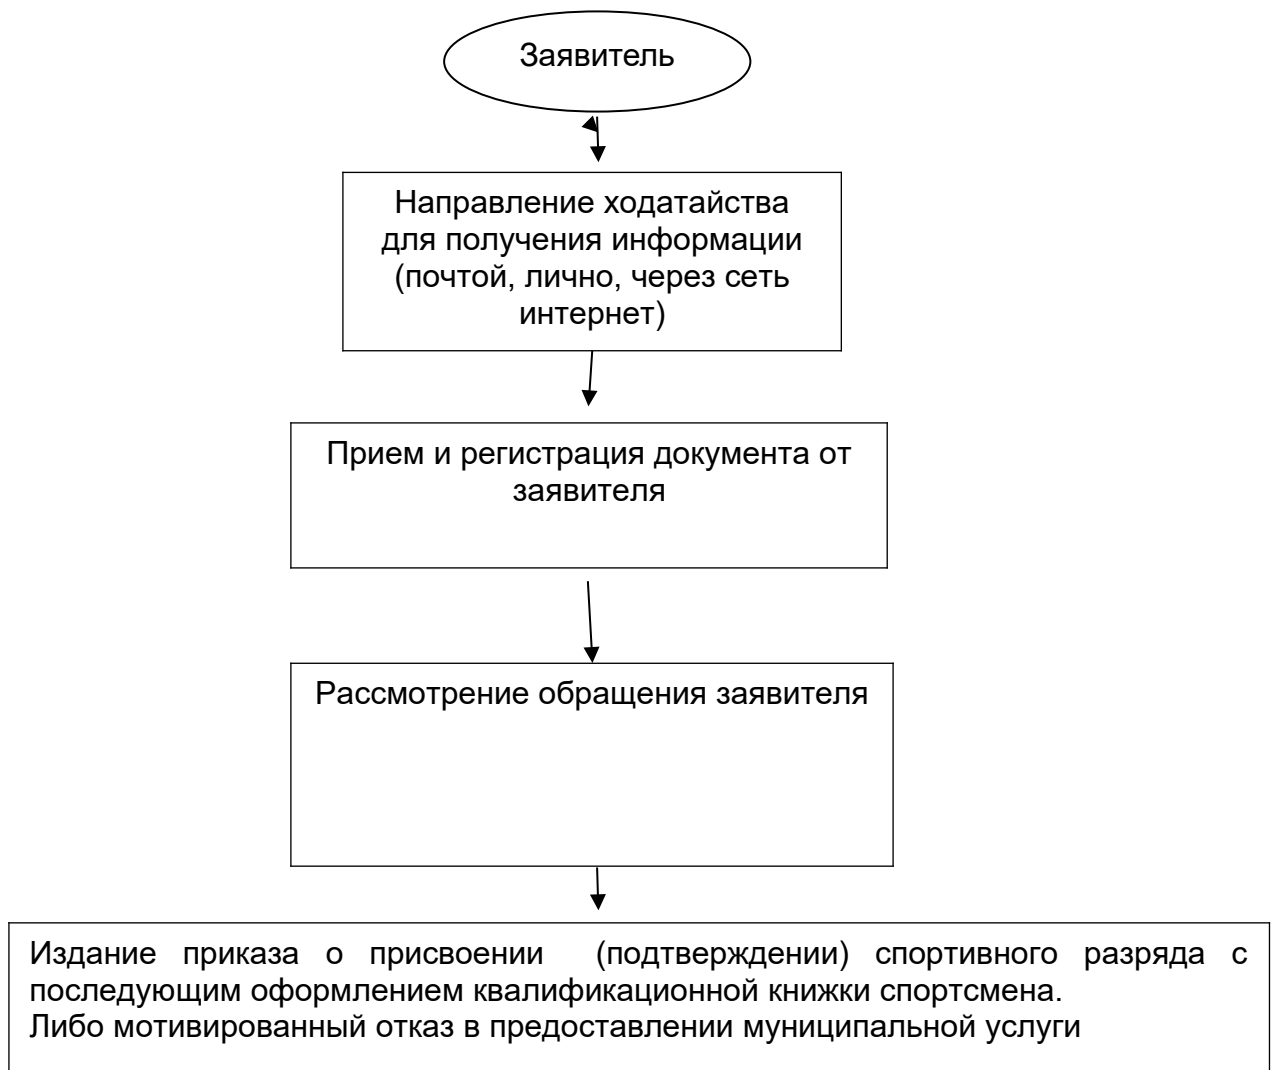 Заявитель
Направление ходатайства
для получения информации
(почтой, лично, через сеть
интернет)
Прием и регистрация документа от
заявителя
Рассмотрение обращения заявителя
Издание приказа о присвоении (подтверждении) спортивного разряда с
последующим оформлением квалификационной книжки спортсмена.
Либо мотивированный отказ в предоставлении муниципальной услуги